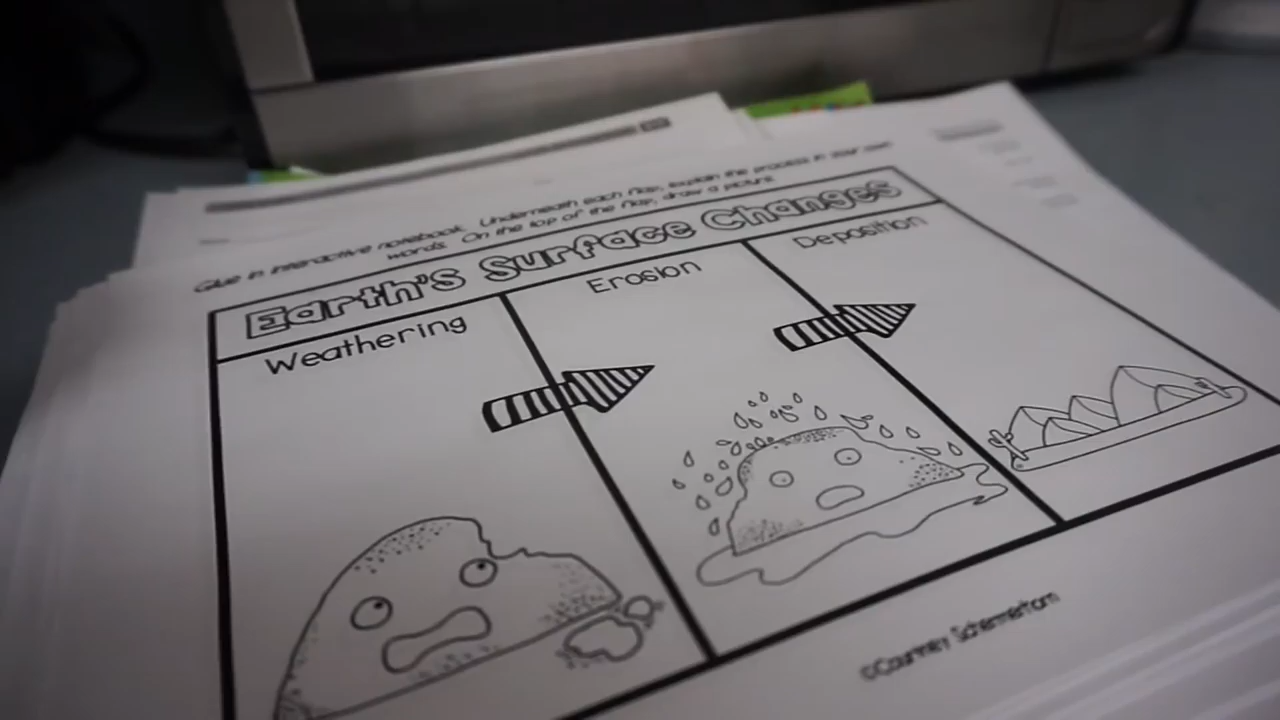 Glue in interactive notebook. Underneath each flap, explain the process in your own
words. On the top of the flap, draw a picture.
Earth's Surface Changes
Weathering
Erosion
Deposition
©Courtney Schermerhorn